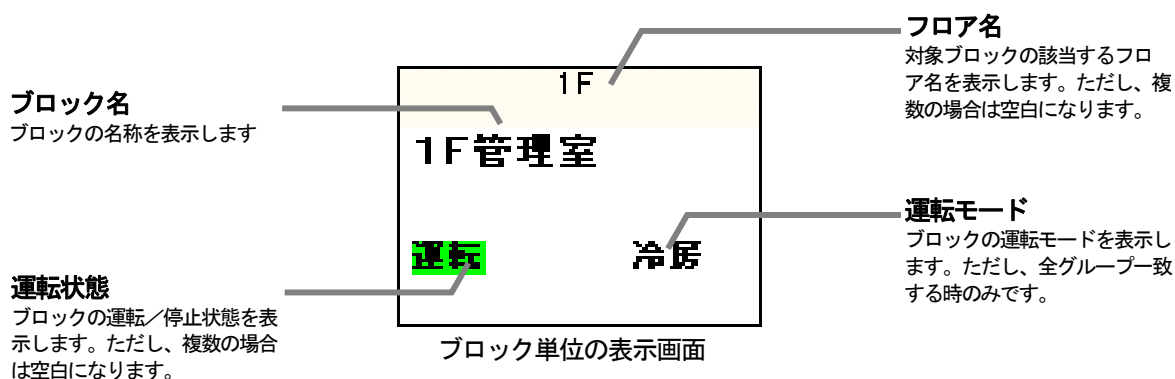 フロア名
対象ブロックの該当するフロ
ア名を表示します。ただし、複
数の場合は空白になります。
ブロック名
ブロックの名称を表示します
1F
1F管理室
運転
冷房
運転モード
ブロックの運転モードを表示し
ます。ただし、全グループ一致
する時のみです。
運転状態
ブロックの運転／停止状態を表
示します。ただし、複数の場合
は空白になります。
ブロック単位の表示画面